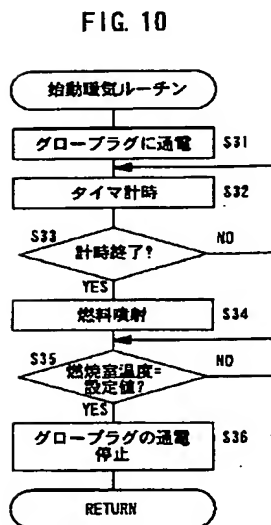 FIG. 10
始動暖気ルーチン
グロープラグに通電 S31
タイマ計時 S32
S33
計時終了? NO
YES
燃料噴射 S34
S35
燃焼室温度= NO
設定値?
YES
グロープラグの通電 S36
停止
RETURN